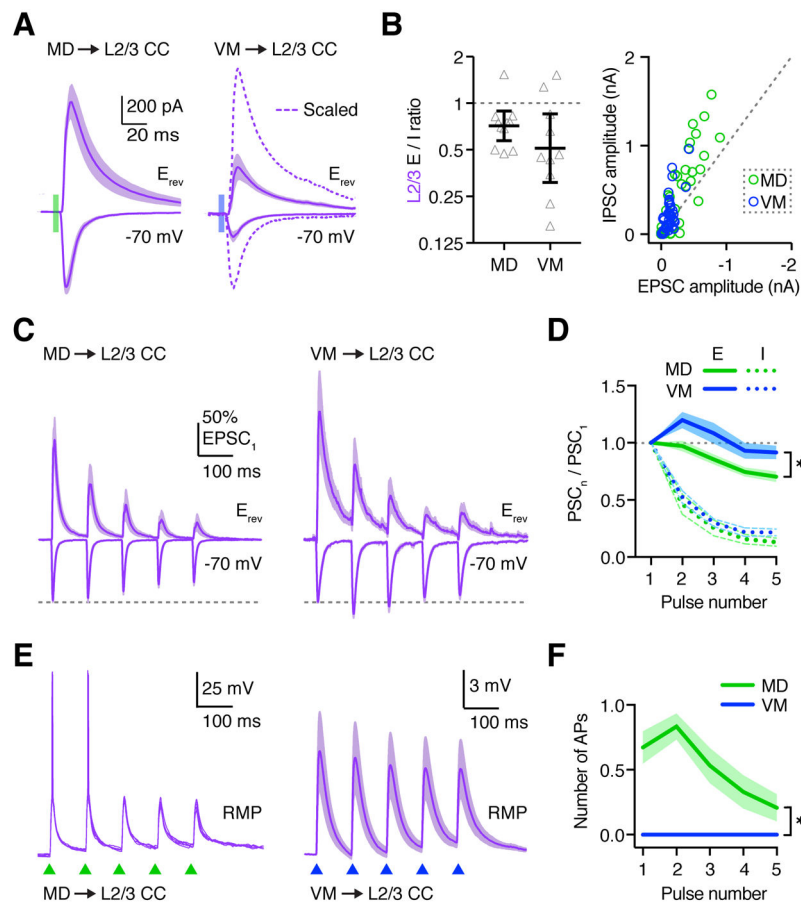 A
MD → L2/3 CC
VM → L2/3 CC
200 pA
20 ms
Scaled
E_rev
E_rev
-70 mV
-70 mV
B
L2/3 E / I ratio
2
1
0.5
0.25
0.125
MD
VM
IPSC amplitude (nA)
2
1
0
MD
VM
0
-1
-2
EPSC amplitude (nA)
C
MD → L2/3 CC
VM → L2/3 CC
50%
EPSC₁
100 ms
E_rev
E_rev
-70 mV
-70 mV
D
E
I
MD
VM
PSCₙ / PSC₁
1.5
1.0
0.5
0.0
*
1 2 3 4 5
Pulse number
E
25 mV
100 ms
3 mV
100 ms
RMP
RMP
MD → L2/3 CC
VM → L2/3 CC
F
MD
VM
Number of APs
1.0
0.5
0.0
*
1 2 3 4 5
Pulse number